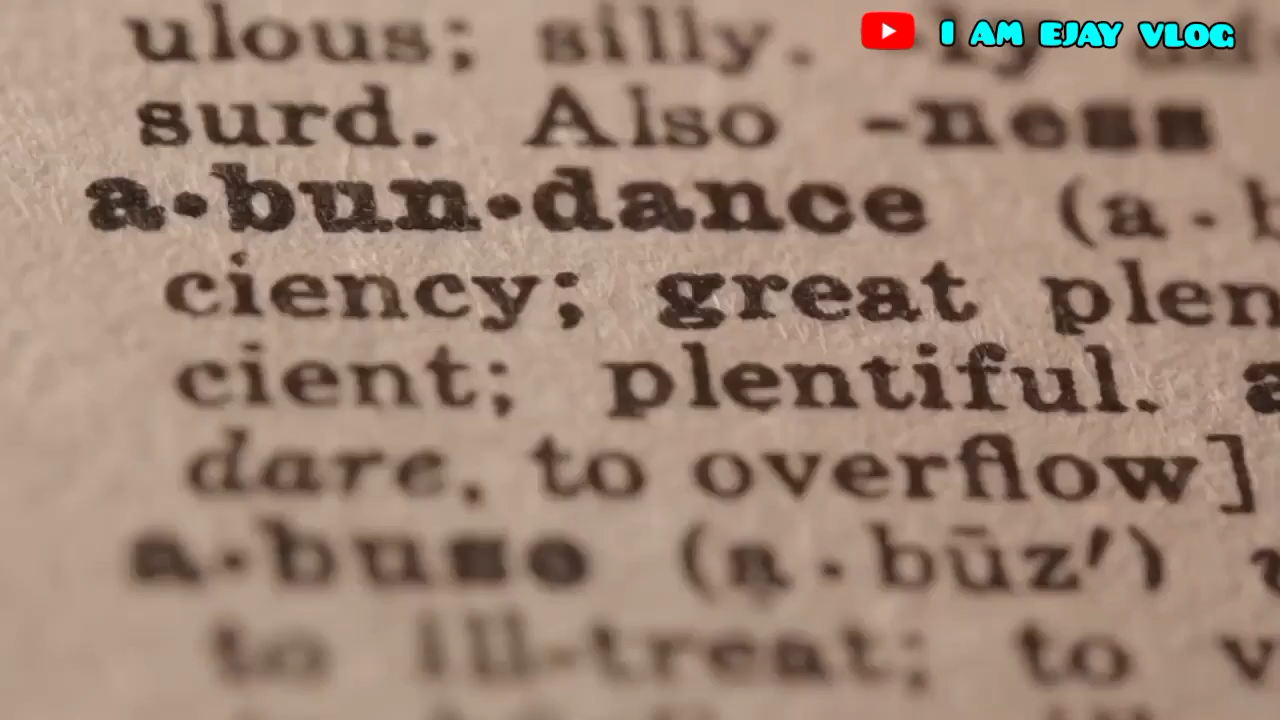 I AM EJAY VLOG
ulous; silly. -ly
surd. Also -ness
a·bun·dance (a-b
ciency; great plen
cient; plentiful. a
dare, to overflow]
a·buse (a·būz′) v
to ill-treat; to v